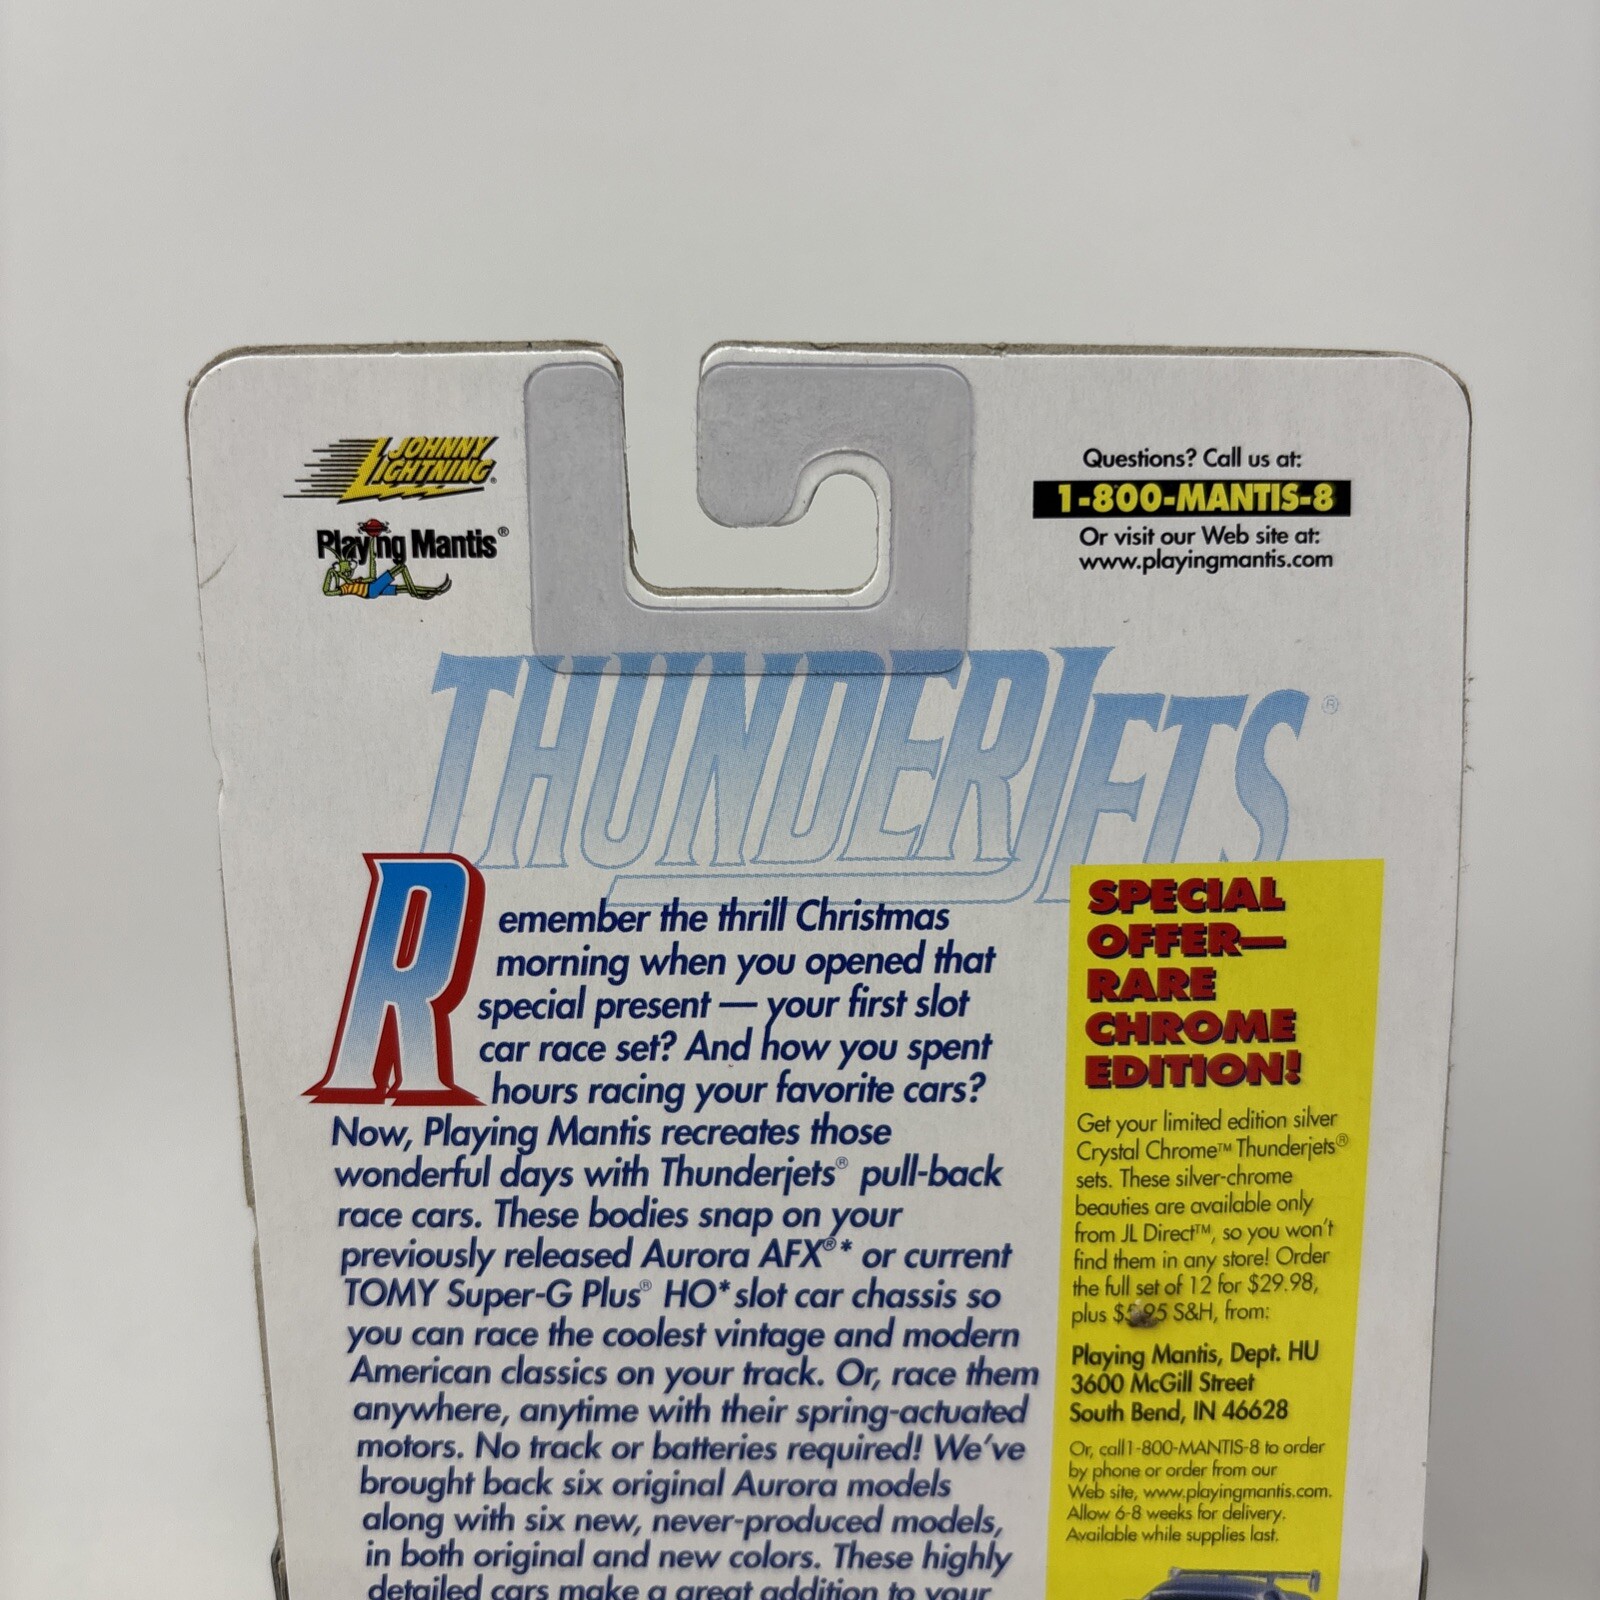 JOHNNY
LIGHTNING®
Playing Mantis®
Questions? Call us at:
1-800-MANTIS-8
Or visit our Web site at:
www.playingmantis.com
THUNDERJETS®
Remember the thrill Christmas
morning when you opened that
special present — your first slot
car race set? And how you spent
hours racing your favorite cars?
Now, Playing Mantis recreates those
wonderful days with Thunderjets® pull-back
race cars. These bodies snap on your
previously released Aurora AFX®* or current
TOMY Super-G Plus® HO* slot car chassis so
you can race the coolest vintage and modern
American classics on your track. Or, race them
anywhere, anytime with their spring-actuated
motors. No track or batteries required! We've
brought back six original Aurora models
along with six new, never-produced models,
in both original and new colors. These highly
detailed cars make a great addition to your
SPECIAL
OFFER—
RARE
CHROME
EDITION!
Get your limited edition silver
Crystal Chrome™ Thunderjets®
sets. These silver-chrome
beauties are available only
from JL Direct™, so you won't
find them in any store! Order
the full set of 12 for $29.98,
plus $5.95 S&H, from:
Playing Mantis, Dept. HU
3600 McGill Street
South Bend, IN 46628
Or, call1-800-MANTIS-8 to order
by phone or order from our
Web site, www.playingmantis.com.
Allow 6-8 weeks for delivery.
Available while supplies last.